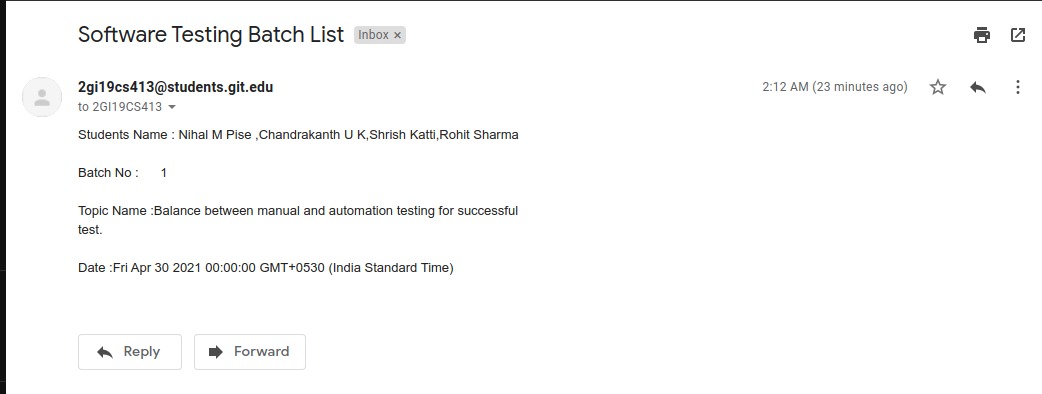 Software Testing Batch List Inbox ×
2gi19cs413@students.git.edu 2:12 AM (23 minutes ago)
to 2GI19CS413
Students Name : Nihal M Pise ,Chandrakanth U K,Shrish Katti,Rohit Sharma
Batch No : 1
Topic Name :Balance between manual and automation testing for successful
test.
Date :Fri Apr 30 2021 00:00:00 GMT+0530 (India Standard Time)
Reply Forward